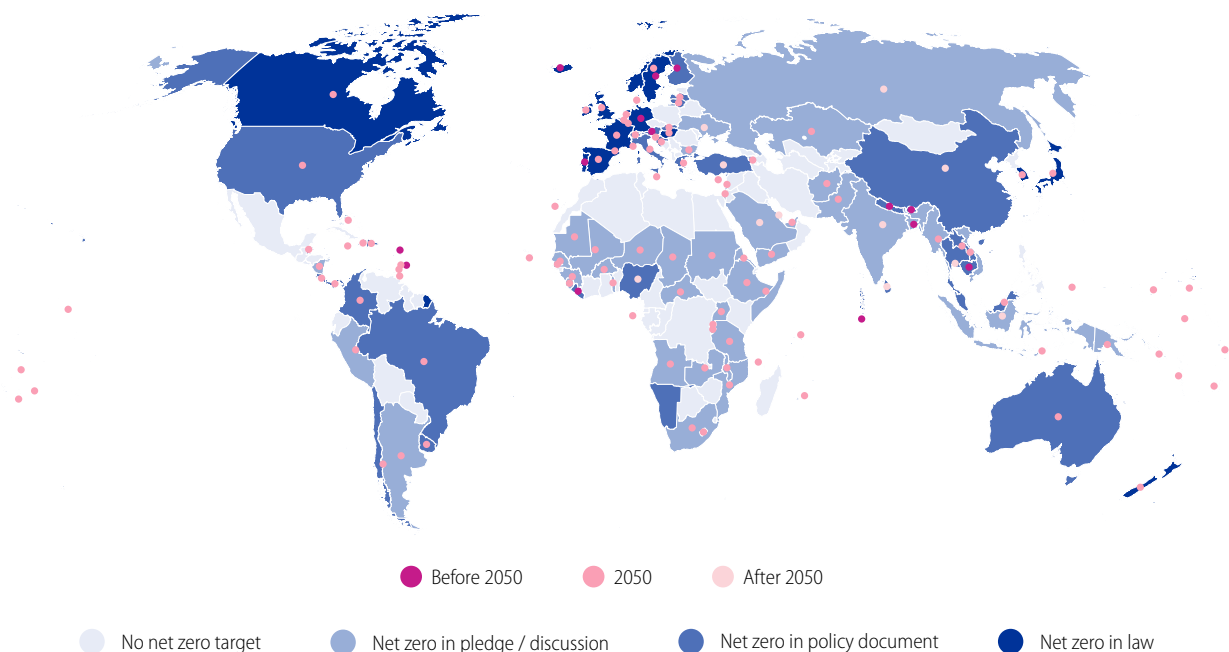 Before 2050 2050 After 2050
No net zero target Net zero in pledge / discussion Net zero in policy document Net zero in law